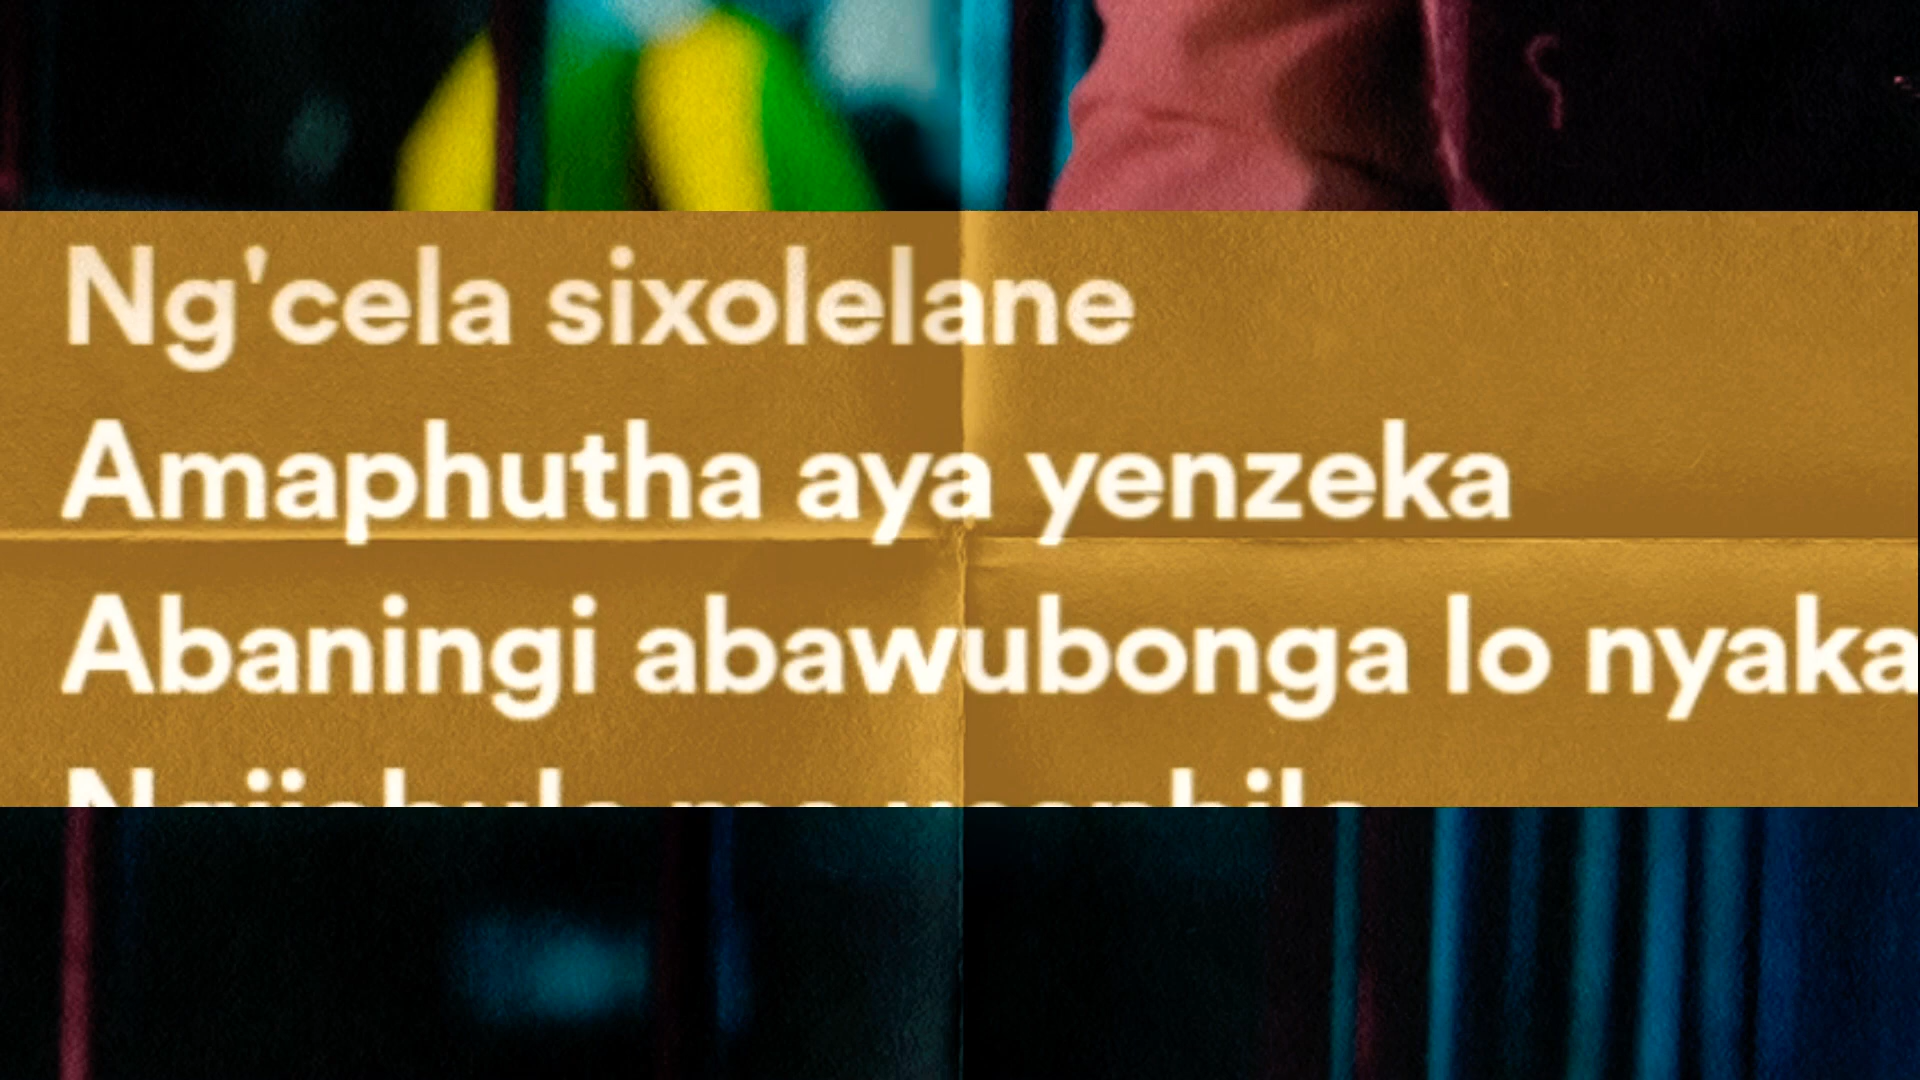 Ng'cela sixolelane
Amaphutha aya yenzeka
Abaningi abawubonga lo nyaka